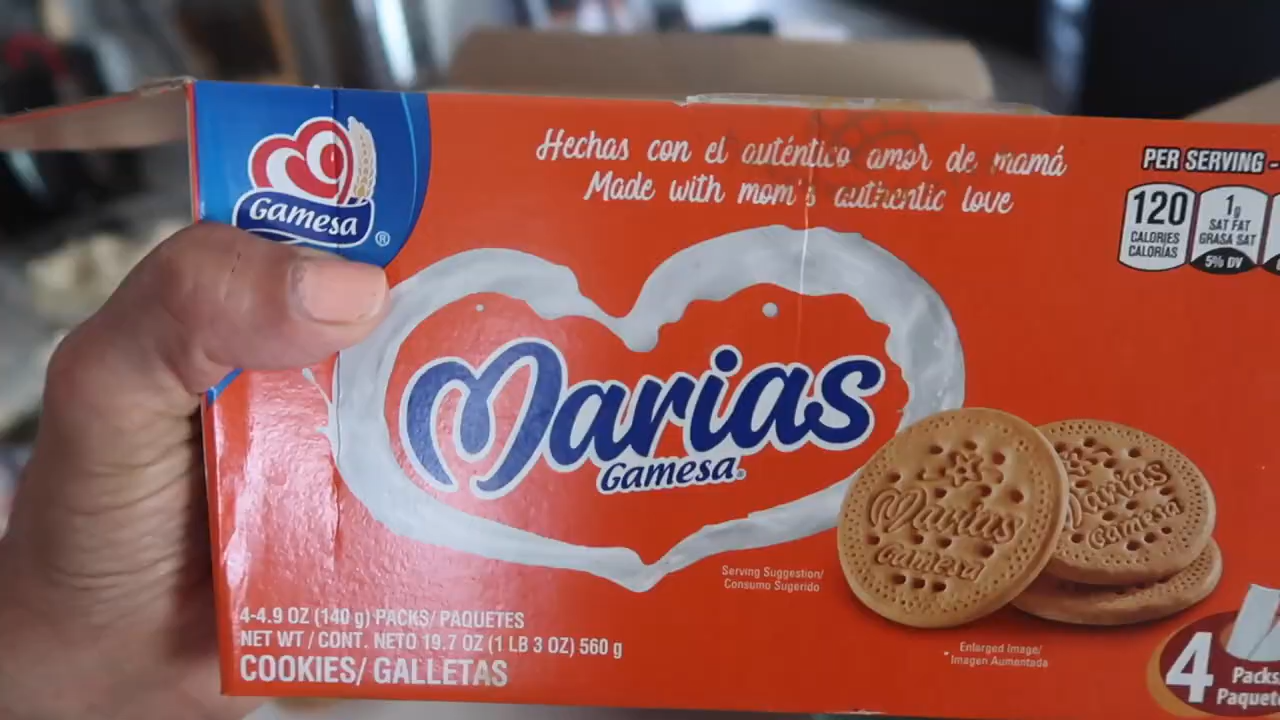 Gamesa®
Hechas con el auténtico amor de mamá
Made with mom's authentic love
PER SERVING -
120
CALORIES
CALORÍAS
1g
SAT FAT
GRASA SAT
5% DV
Marias
Gamesa®
Marias
Gamesa
Marias
Gamesa
Serving Suggestion/
Consumo Sugerido
4-4.9 OZ (140 g) PACKS/ PAQUETES
NET WT / CONT. NETO 19.7 OZ (1 LB 3 OZ) 560 g
COOKIES/ GALLETAS
Enlarged Image/
*Imagen Aumentada
4
Packs
Paquet